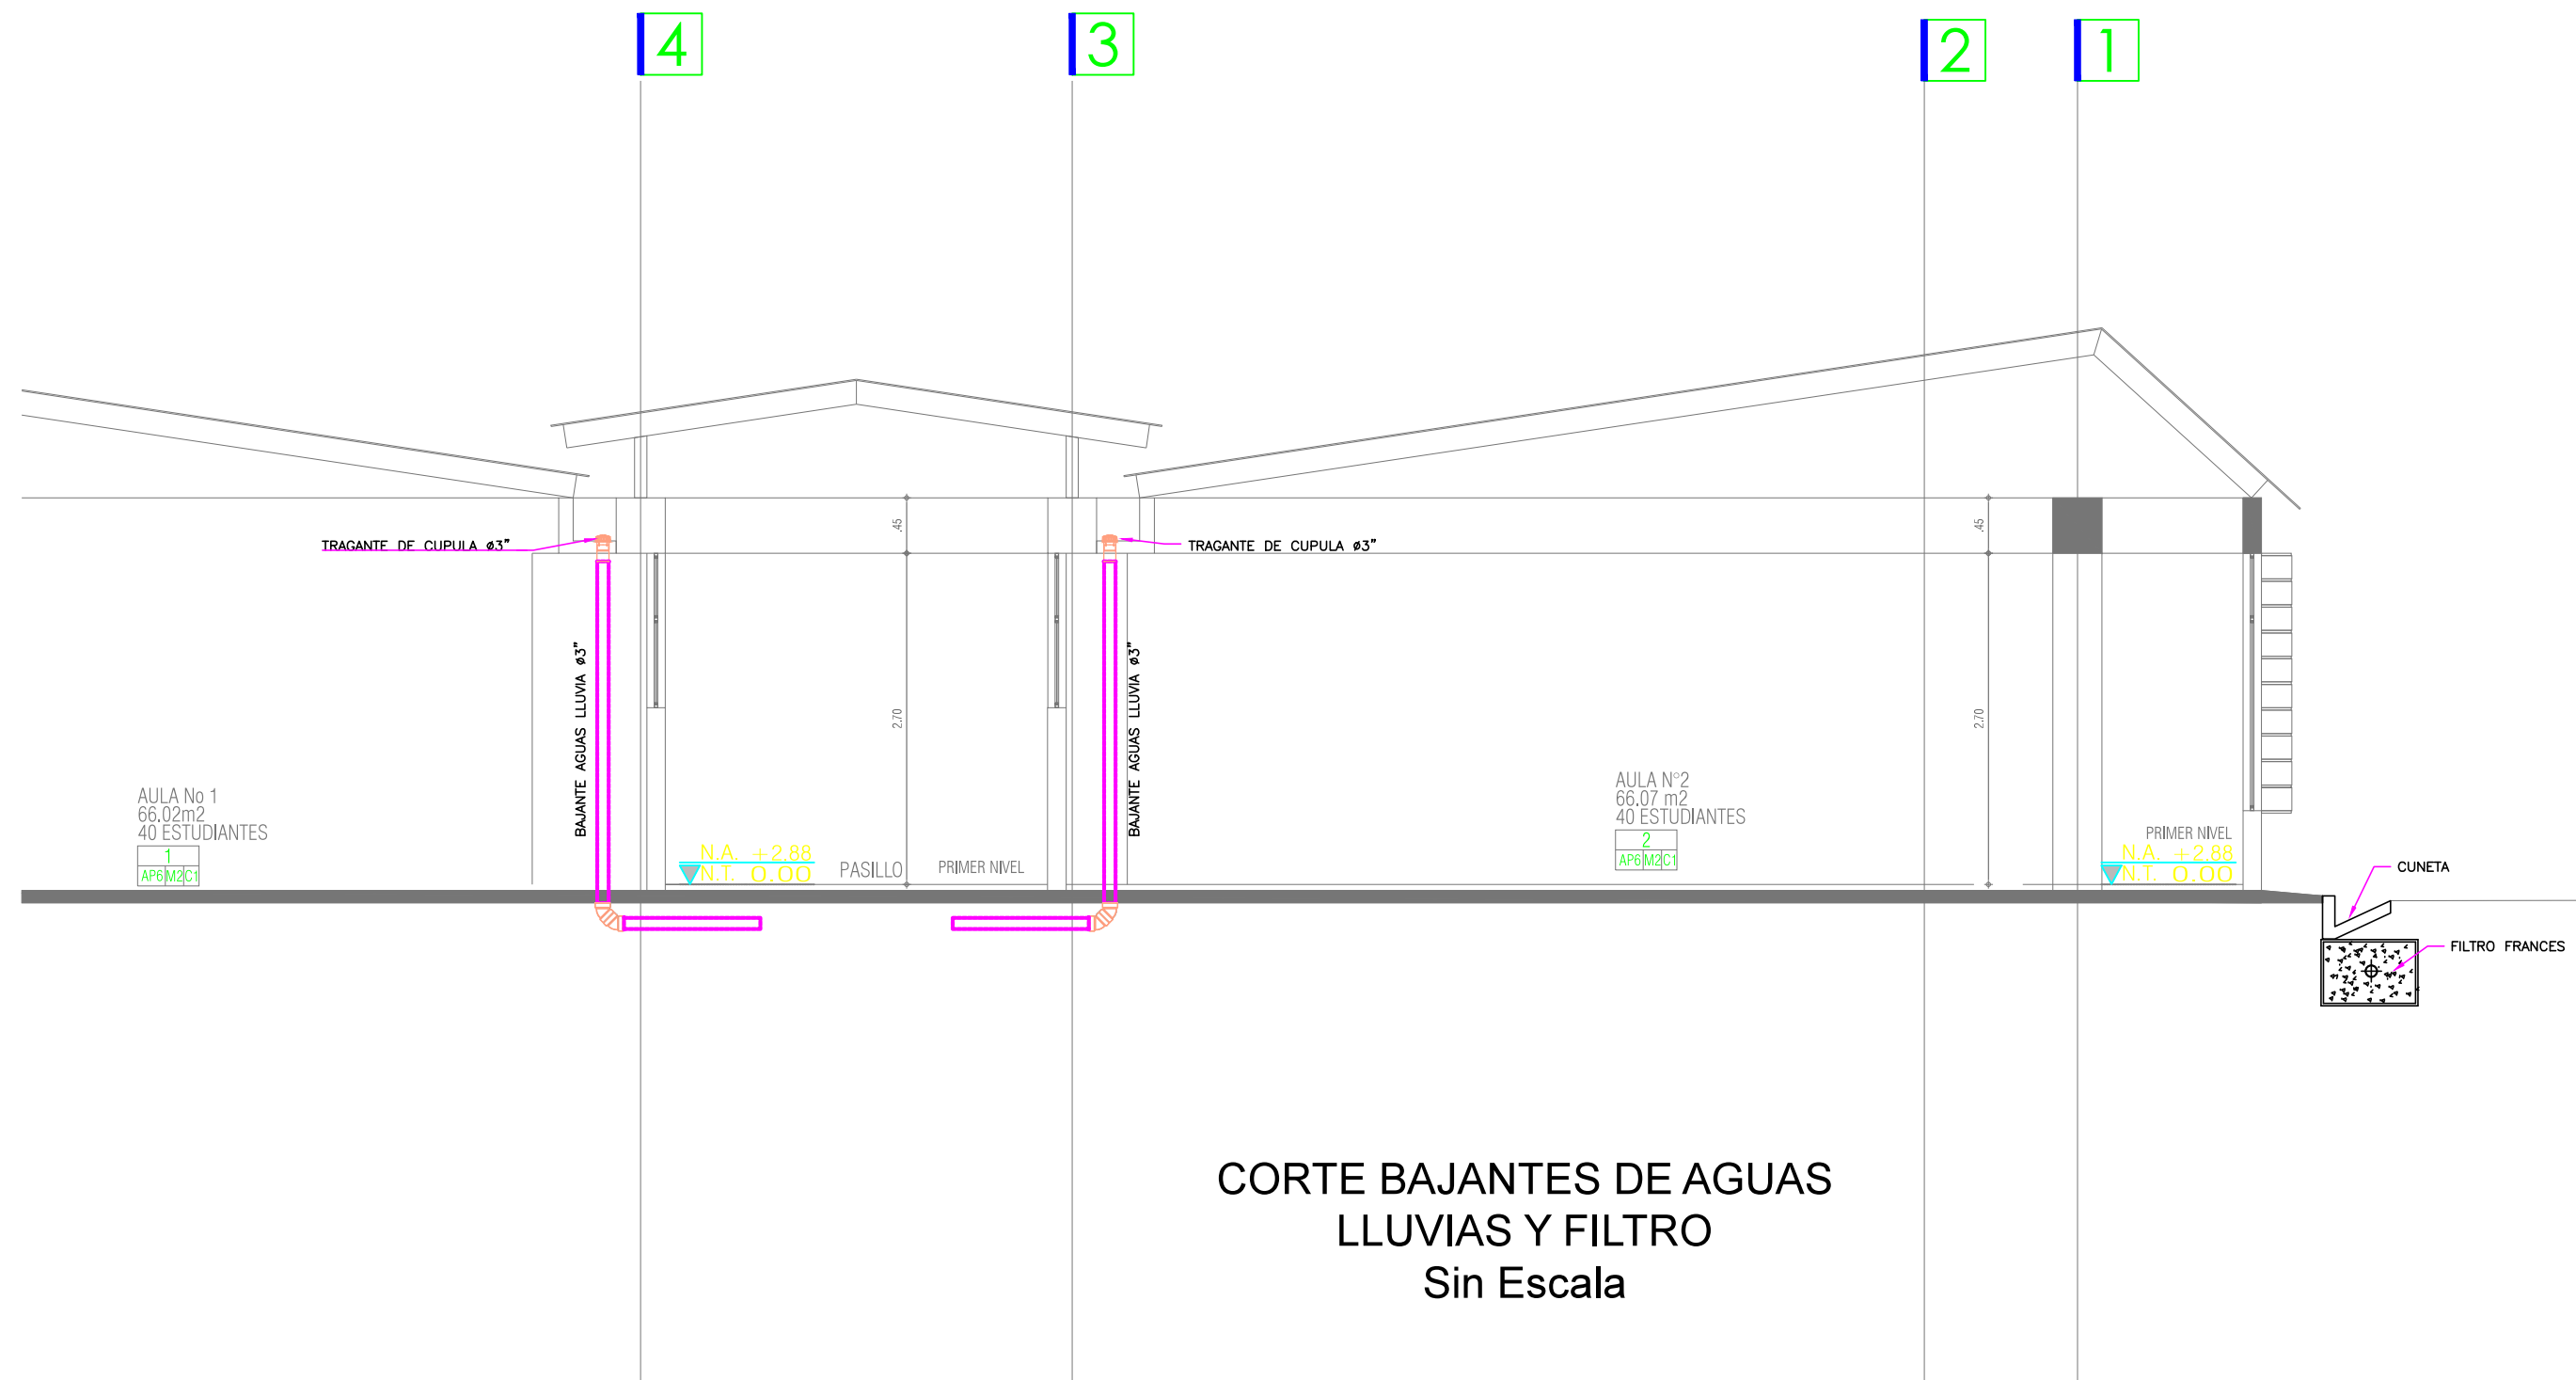 4
3
2
1
.45
.45
TRAGANTE DE CUPULA ø3"
TRAGANTE DE CUPULA ø3"
BAJANTE AGUAS LLUVIA ø3"
2.70
BAJANTE AGUAS LLUVIA ø3"
2.70
AULA No 1
66.02m2
40 ESTUDIANTES
1
AP6 M2 C1
N.A. +2.88
N.T. 0.00
PASILLO
PRIMER NIVEL
AULA N°2
66.07 m2
40 ESTUDIANTES
2
AP6 M2 C1
PRIMER NIVEL
N.A. +2.88
N.T. 0.00
CUNETA
FILTRO FRANCES
CORTE BAJANTES DE AGUAS
LLUVIAS Y FILTRO
Sin Escala